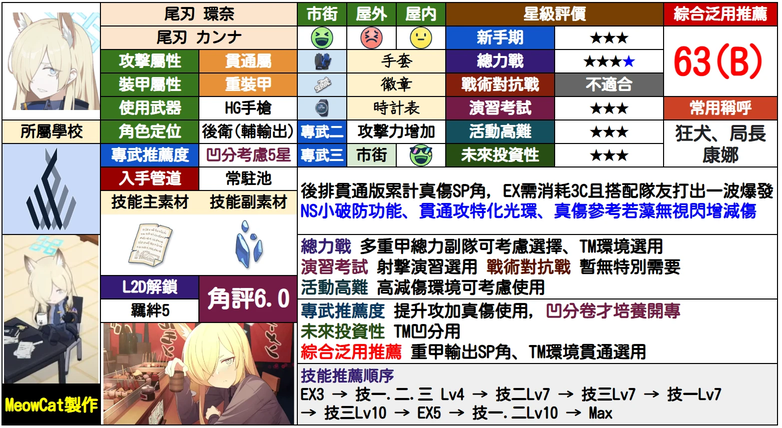 尾刃 環奈
尾刃 カンナ
攻擊屬性 貫通屬
裝甲屬性 重裝甲
使用武器 HG手槍
所屬學校
角色定位 後衛(輔輸出)
專武推薦度 凹分考慮5星
入手管道 常駐池
技能主素材 技能副素材
L2D解鎖
羈絆5
角評6.0
MeowCat製作
市街 屋外 屋內
手套
徽章
時計表
專武二 攻擊力增加
專武三 市街
星級評價
新手期 ★★★
總力戰 ★★★★
戰術對抗戰 不適合
演習考試 ★★★
活動高難 ★★★
未來投資性 ★★★
綜合泛用推薦
63(B)
常用稱呼
狂犬、局長
康娜
後排貫通版累計真傷SP角, EX需消耗3C且搭配隊友打出一波爆發
NS小破防功能、貫通攻特化光環、真傷參考若藻無視閃增減傷
總力戰 多重甲總力副隊可考慮選擇、TM環境選用
演習考試 射擊演習選用 戰術對抗戰 暫無特別需要
活動高難 高減傷環境可考慮使用
專武推薦度 提升攻加真傷使用, 凹分卷才培養開專
未來投資性 TM凹分用
綜合泛用推薦 重甲輸出SP角、TM環境貫通選用
技能推薦順序
EX3 → 技一.二.三 Lv4 → 技二Lv7 → 技三Lv7 → 技一Lv7
→ 技三Lv10 → EX5 → 技一.二Lv10 → Max